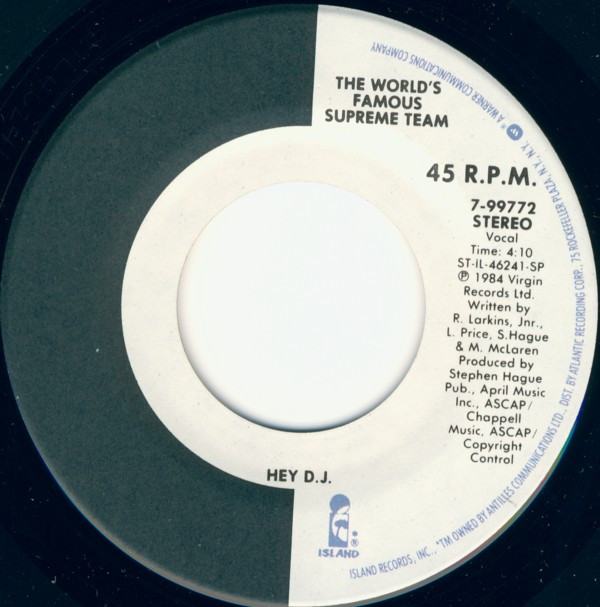 THE WORLD'S
FAMOUS
SUPREME TEAM
45 R.P.M.
7-99772
STEREO
Vocal
Time: 4:10
ST-IL-46241-SP
℗ 1984 Virgin
Records Ltd.
Written by
R. Larkins, Jnr.,
L. Price, S.Hague
& M. McLaren
Produced by
Stephen Hague
Pub., April Music
Inc., ASCAP/
Chappell
Music, ASCAP/
Copyright
Control
HEY D.J.
ISLAND®
ISLAND RECORDS, INC., *TM OWNED BY ANTILLES COMMUNICATIONS LTD., DIST. BY ATLANTIC RECORDING CORP., 75 ROCKEFELLER PLAZA, N.Y., N.Y. ® A WARNER COMMUNICATIONS COMPANY